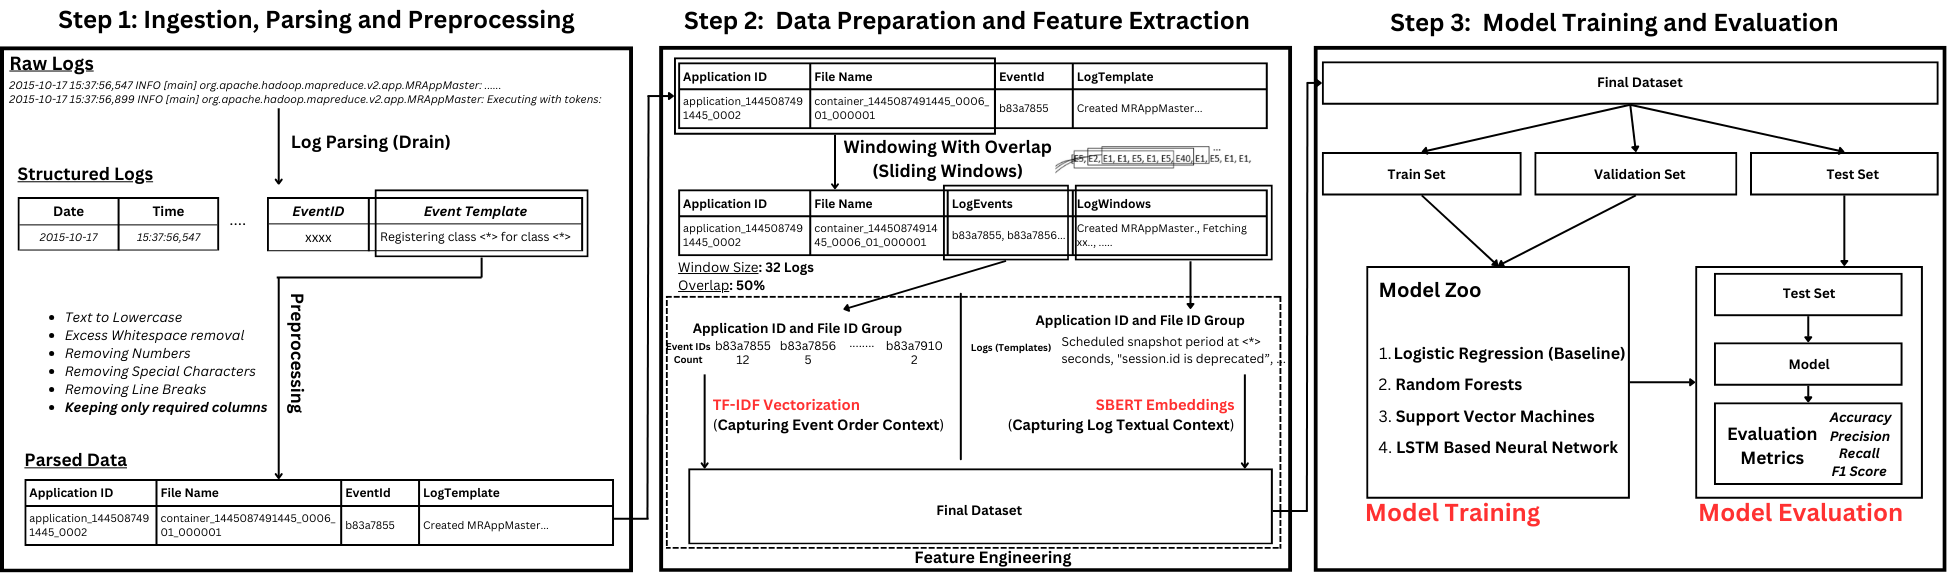 Step 1: Ingestion, Parsing and Preprocessing
Raw Logs
2015-10-17 15:37:56,547 INFO [main] org.apache.hadoop.mapreduce.v2.app.MRAppMaster: ......
2015-10-17 15:37:56,899 INFO [main] org.apache.hadoop.mapreduce.v2.app.MRAppMaster: Executing with tokens:
Log Parsing (Drain)
Structured Logs
Date Time .... EventID Event Template
2015-10-17 15:37:56,547 xxxx Registering class <*> for class <*>
Preprocessing
• Text to Lowercase
• Excess Whitespace removal
• Removing Numbers
• Removing Special Characters
• Removing Line Breaks
• Keeping only required columns
Parsed Data
Application ID File Name EventId LogTemplate
application_144508749 container_1445087491445_0006_ b83a7855 Created MRAppMaster...
1445_0002 01_000001
Step 2: Data Preparation and Feature Extraction
Application ID File Name EventId LogTemplate
application_144508749 container_1445087491445_0006_ b83a7855 Created MRAppMaster...
1445_0002 01_000001
Windowing With Overlap
(Sliding Windows)
...
E5, E2, E1, E1, E5, E1, E5, E40, E1, E5, E1, E1,
Application ID File Name LogEvents LogWindows
application_144508749 container_14450874914 b83a7855, b83a7856... Created MRAppMaster., Fetching
1445_0002 45_0006_01_000001 xx.., .....
Window Size: 32 Logs
Overlap: 50%
Application ID and File ID Group
Event IDs b83a7855 b83a7856 ........ b83a7910
Count 12 5 2
TF-IDF Vectorization
(Capturing Event Order Context)
Application ID and File ID Group
Logs (Templates) Scheduled snapshot period at <*>
seconds, "session.id is deprecated”, ...
SBERT Embeddings
(Capturing Log Textual Context)
Final Dataset
Feature Engineering
Step 3: Model Training and Evaluation
Final Dataset
Train Set Validation Set Test Set
Model Zoo
1. Logistic Regression (Baseline)
2. Random Forests
3. Support Vector Machines
4. LSTM Based Neural Network
Model Training
Test Set
Model
Evaluation
Metrics
Accuracy
Precision
Recall
F1 Score
Model Evaluation